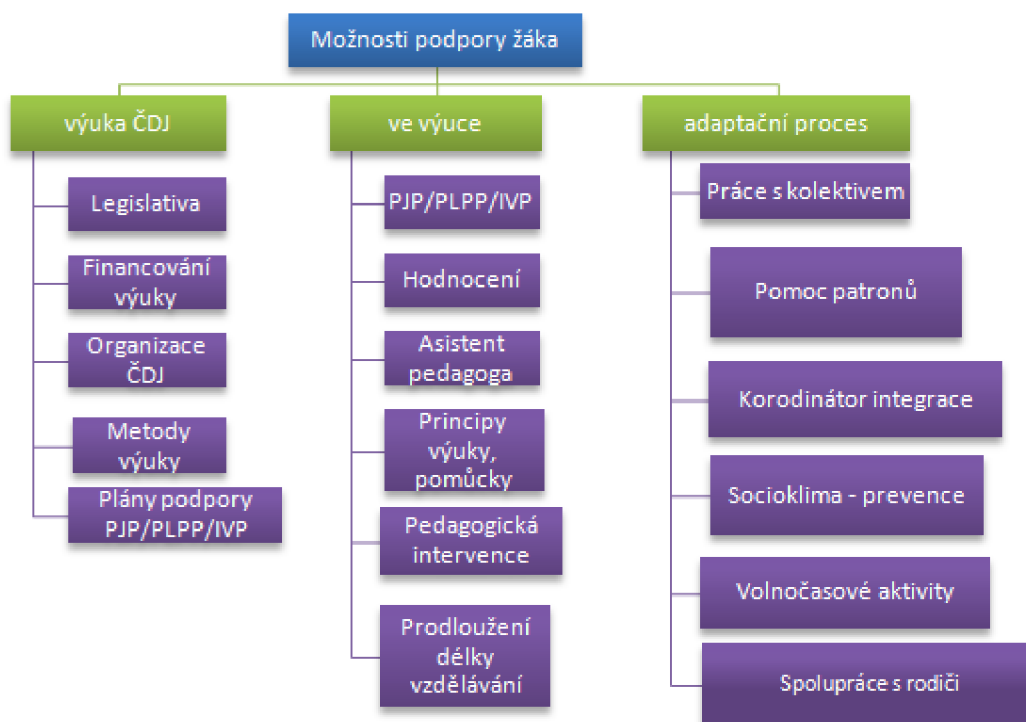 Možnosti podpory žáka
výuka ČDJ
Legislativa
Financování
výuky
Organizace
ČDJ
Metody
výuky
Plány podpory
PJP/PLPP/IVP
ve výuce
PJP/PLPP/IVP
Hodnocení
Asistent
pedagoga
Principy
výuky,
pomůcky
Pedagogická
intervence
Prodloužení
délky
vzdělávání
adaptační proces
Práce s kolektivem
Pomoc patronů
Korodinátor integrace
Socioklima - prevence
Volnočasové aktivity
Spolupráce s rodiči